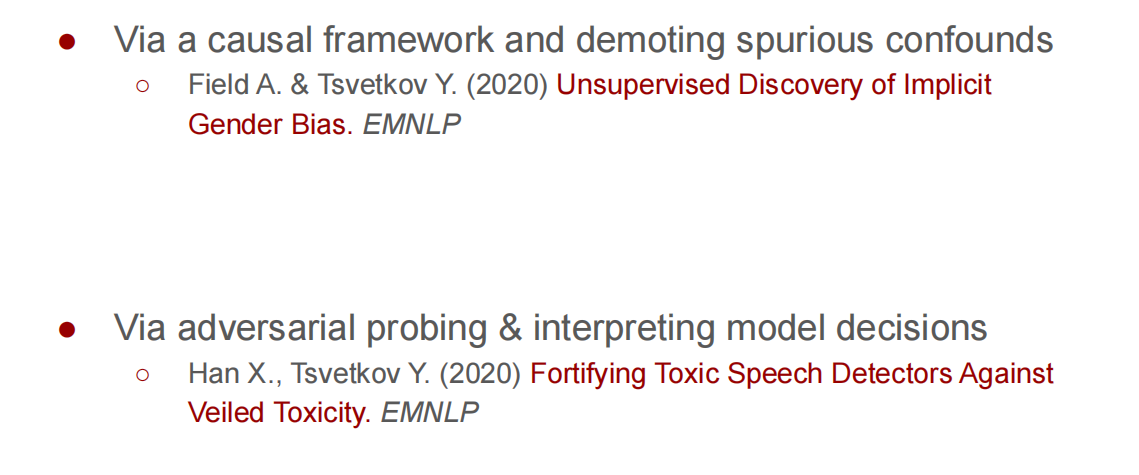 ● Via a causal framework and demoting spurious confounds
○ Field A. & Tsvetkov Y. (2020) Unsupervised Discovery of Implicit
Gender Bias. EMNLP
● Via adversarial probing & interpreting model decisions
○ Han X., Tsvetkov Y. (2020) Fortifying Toxic Speech Detectors Against
Veiled Toxicity. EMNLP